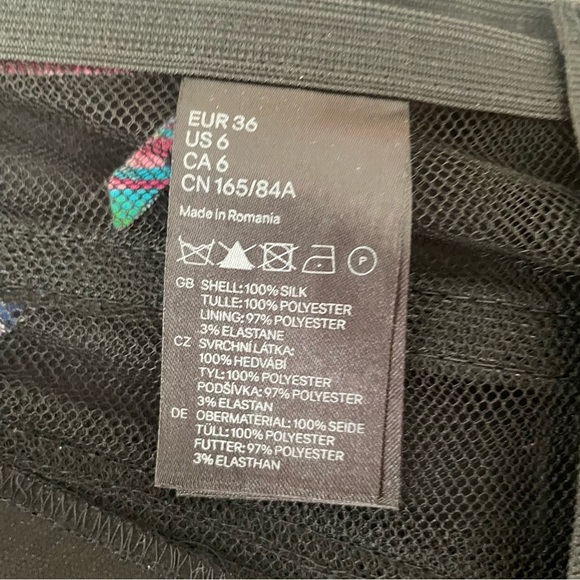 EUR 36
US 6
CA 6
CN 165/84A
Made in Romania
P
GB SHELL: 100% SILK
TULLE: 100% POLYESTER
LINING: 97% POLYESTER
3% ELASTANE
CZ SVRCHNÍ LÁTKA:
100% HEDVÁBÍ
TYL: 100% POLYESTER
PODŠÍVKA: 97% POLYESTER
3% ELASTAN
DE OBERMATERIAL: 100% SEIDE
TÜLL: 100% POLYESTER
FUTTER: 97% POLYESTER
3% ELASTHAN